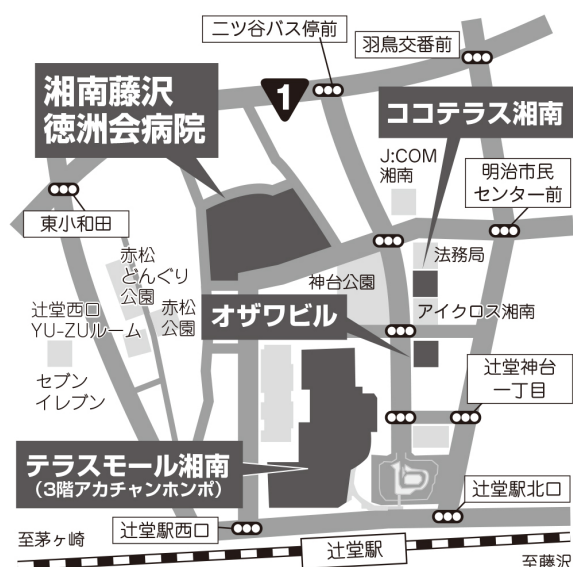 二ツ谷バス停前
羽鳥交番前
湘南藤沢
徳洲会病院
1
ココテラス湘南
J:COM
湘南
明治市民
センター前
東小和田
赤松
どんぐり
公園
法務局
神台公園
辻堂西口
YU-ZUルーム
赤松
公園
オザワビル
アイクロス湘南
セブン
イレブン
辻堂神台
一丁目
テラスモール湘南
(3階アカチャンホンポ)
辻堂駅西口
辻堂駅北口
至茅ヶ崎
辻堂駅
至藤沢